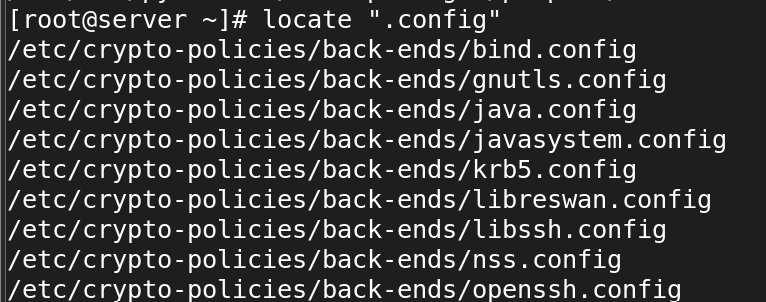 [root@server ~]# locate ".config"
/etc/crypto-policies/back-ends/bind.config
/etc/crypto-policies/back-ends/gnutls.config
/etc/crypto-policies/back-ends/java.config
/etc/crypto-policies/back-ends/javasystem.config
/etc/crypto-policies/back-ends/krb5.config
/etc/crypto-policies/back-ends/libreswan.config
/etc/crypto-policies/back-ends/libssh.config
/etc/crypto-policies/back-ends/nss.config
/etc/crypto-policies/back-ends/openssh.config